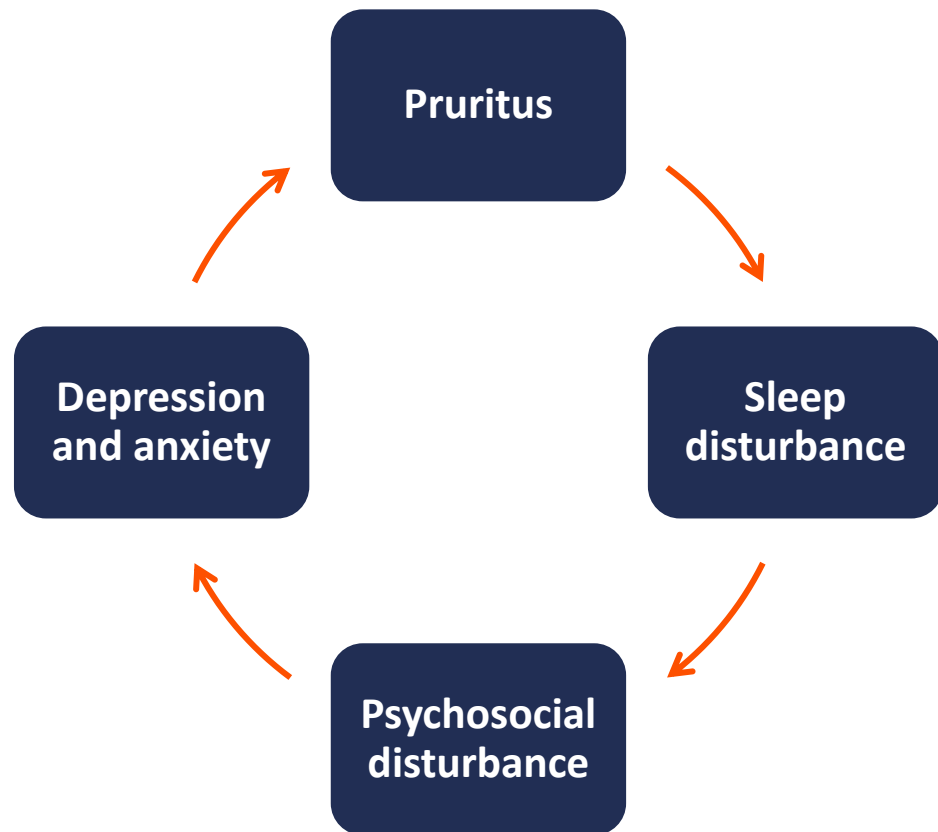 Pruritus
Sleep
disturbance
Psychosocial
disturbance
Depression
and anxiety